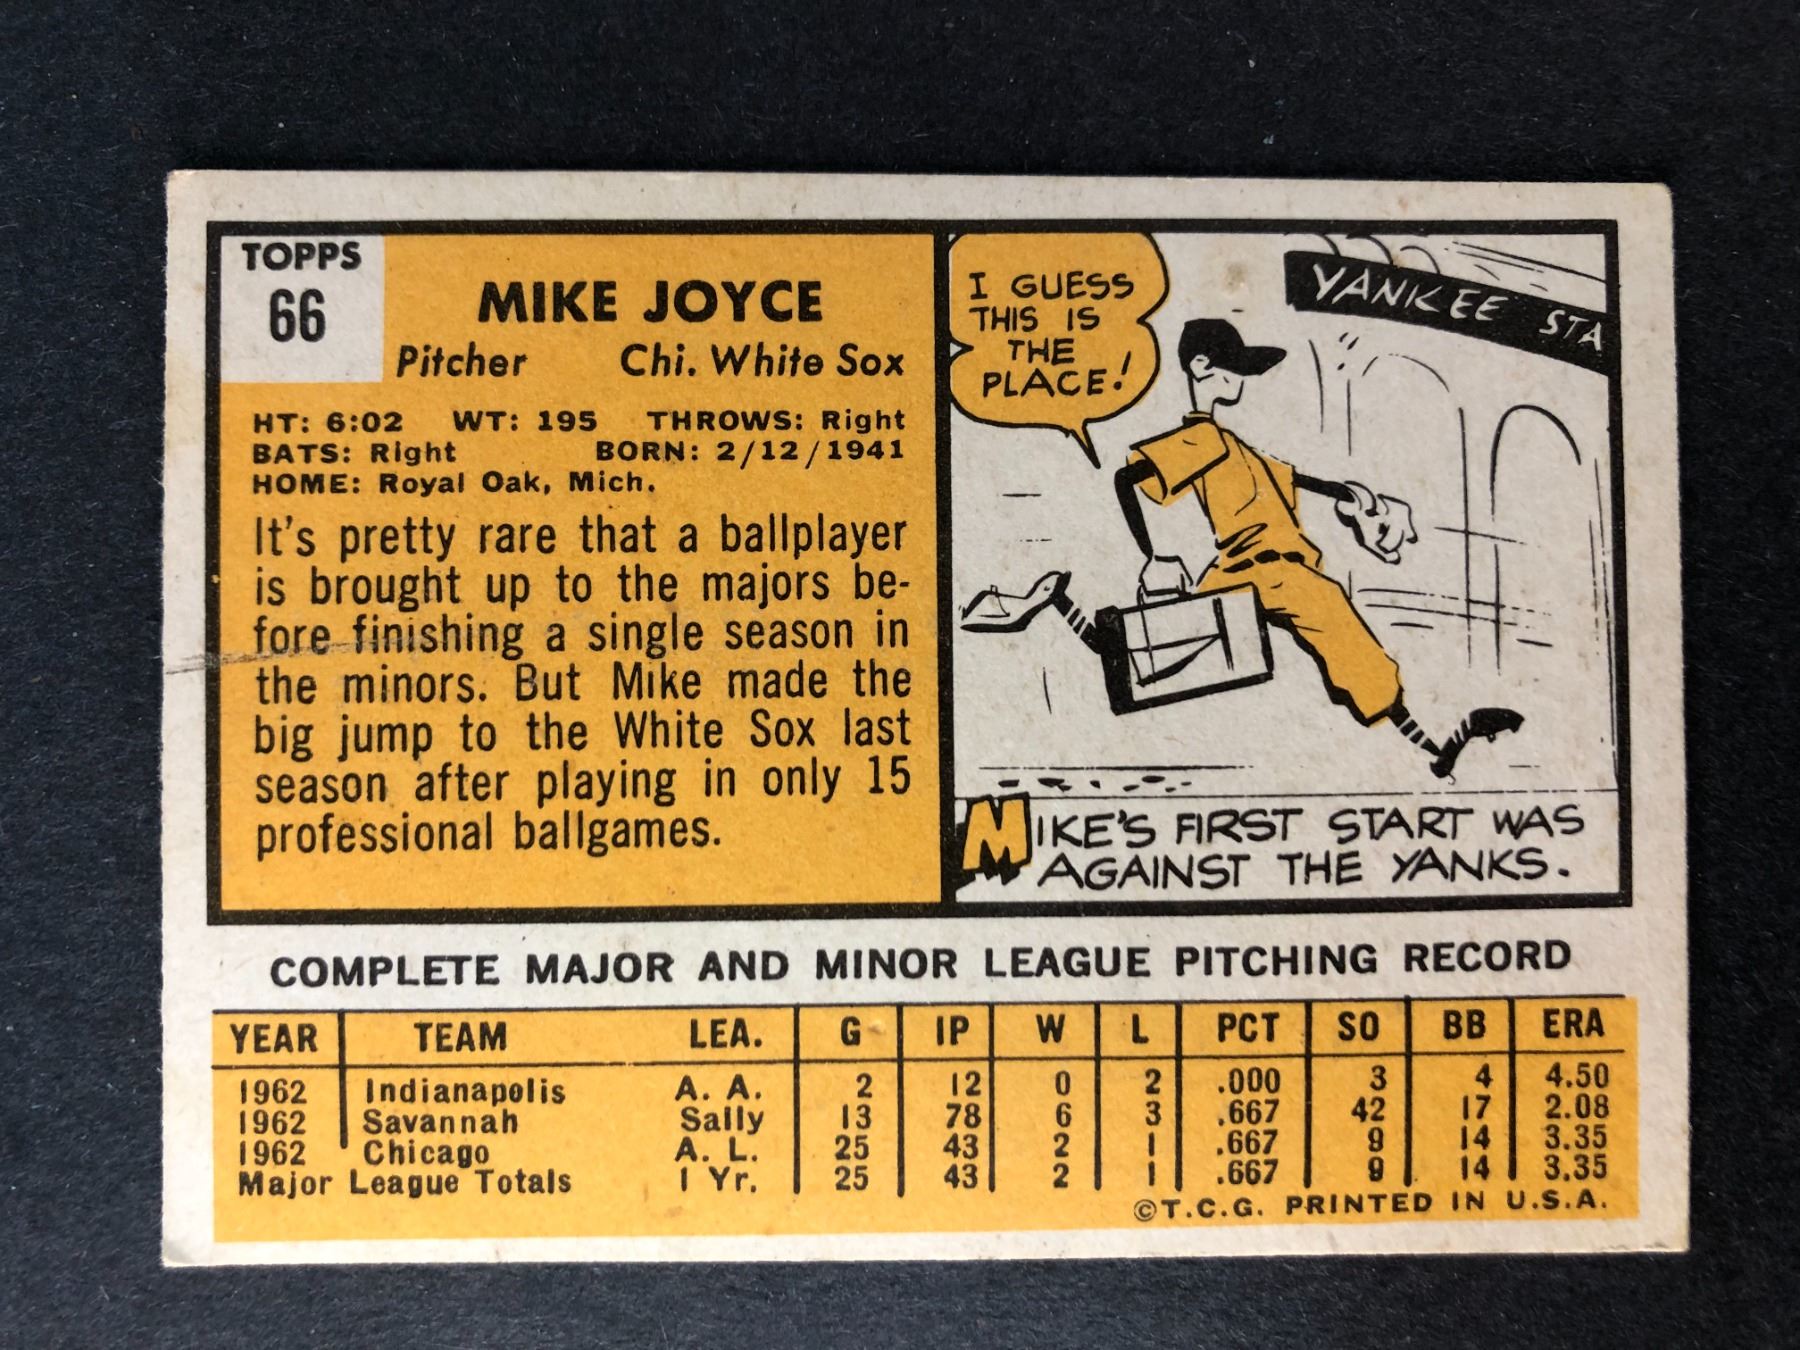 TOPPS
66
MIKE JOYCE
Pitcher Chi. White Sox
HT: 6:02 WT: 195 THROWS: Right
BATS: Right BORN: 2/12/1941
HOME: Royal Oak, Mich.
It's pretty rare that a ballplayer
is brought up to the majors be-
fore finishing a single season in
the minors. But Mike made the
big jump to the White Sox last
season after playing in only 15
professional ballgames.
I GUESS
THIS IS
THE
PLACE!
YANKEE STA
MIKE'S FIRST START WAS
AGAINST THE YANKS.
COMPLETE MAJOR AND MINOR LEAGUE PITCHING RECORD
YEAR TEAM LEA. G IP W L PCT SO BB ERA
1962 Indianapolis A. A. 2 12 0 2 .000 3 4 4.50
1962 Savannah Sally 13 78 6 3 .667 42 17 2.08
1962 Chicago A. L. 25 43 2 1 .667 9 14 3.35
Major League Totals 1 Yr. 25 43 2 1 .667 9 14 3.35
©T.C.G. PRINTED IN U.S.A.